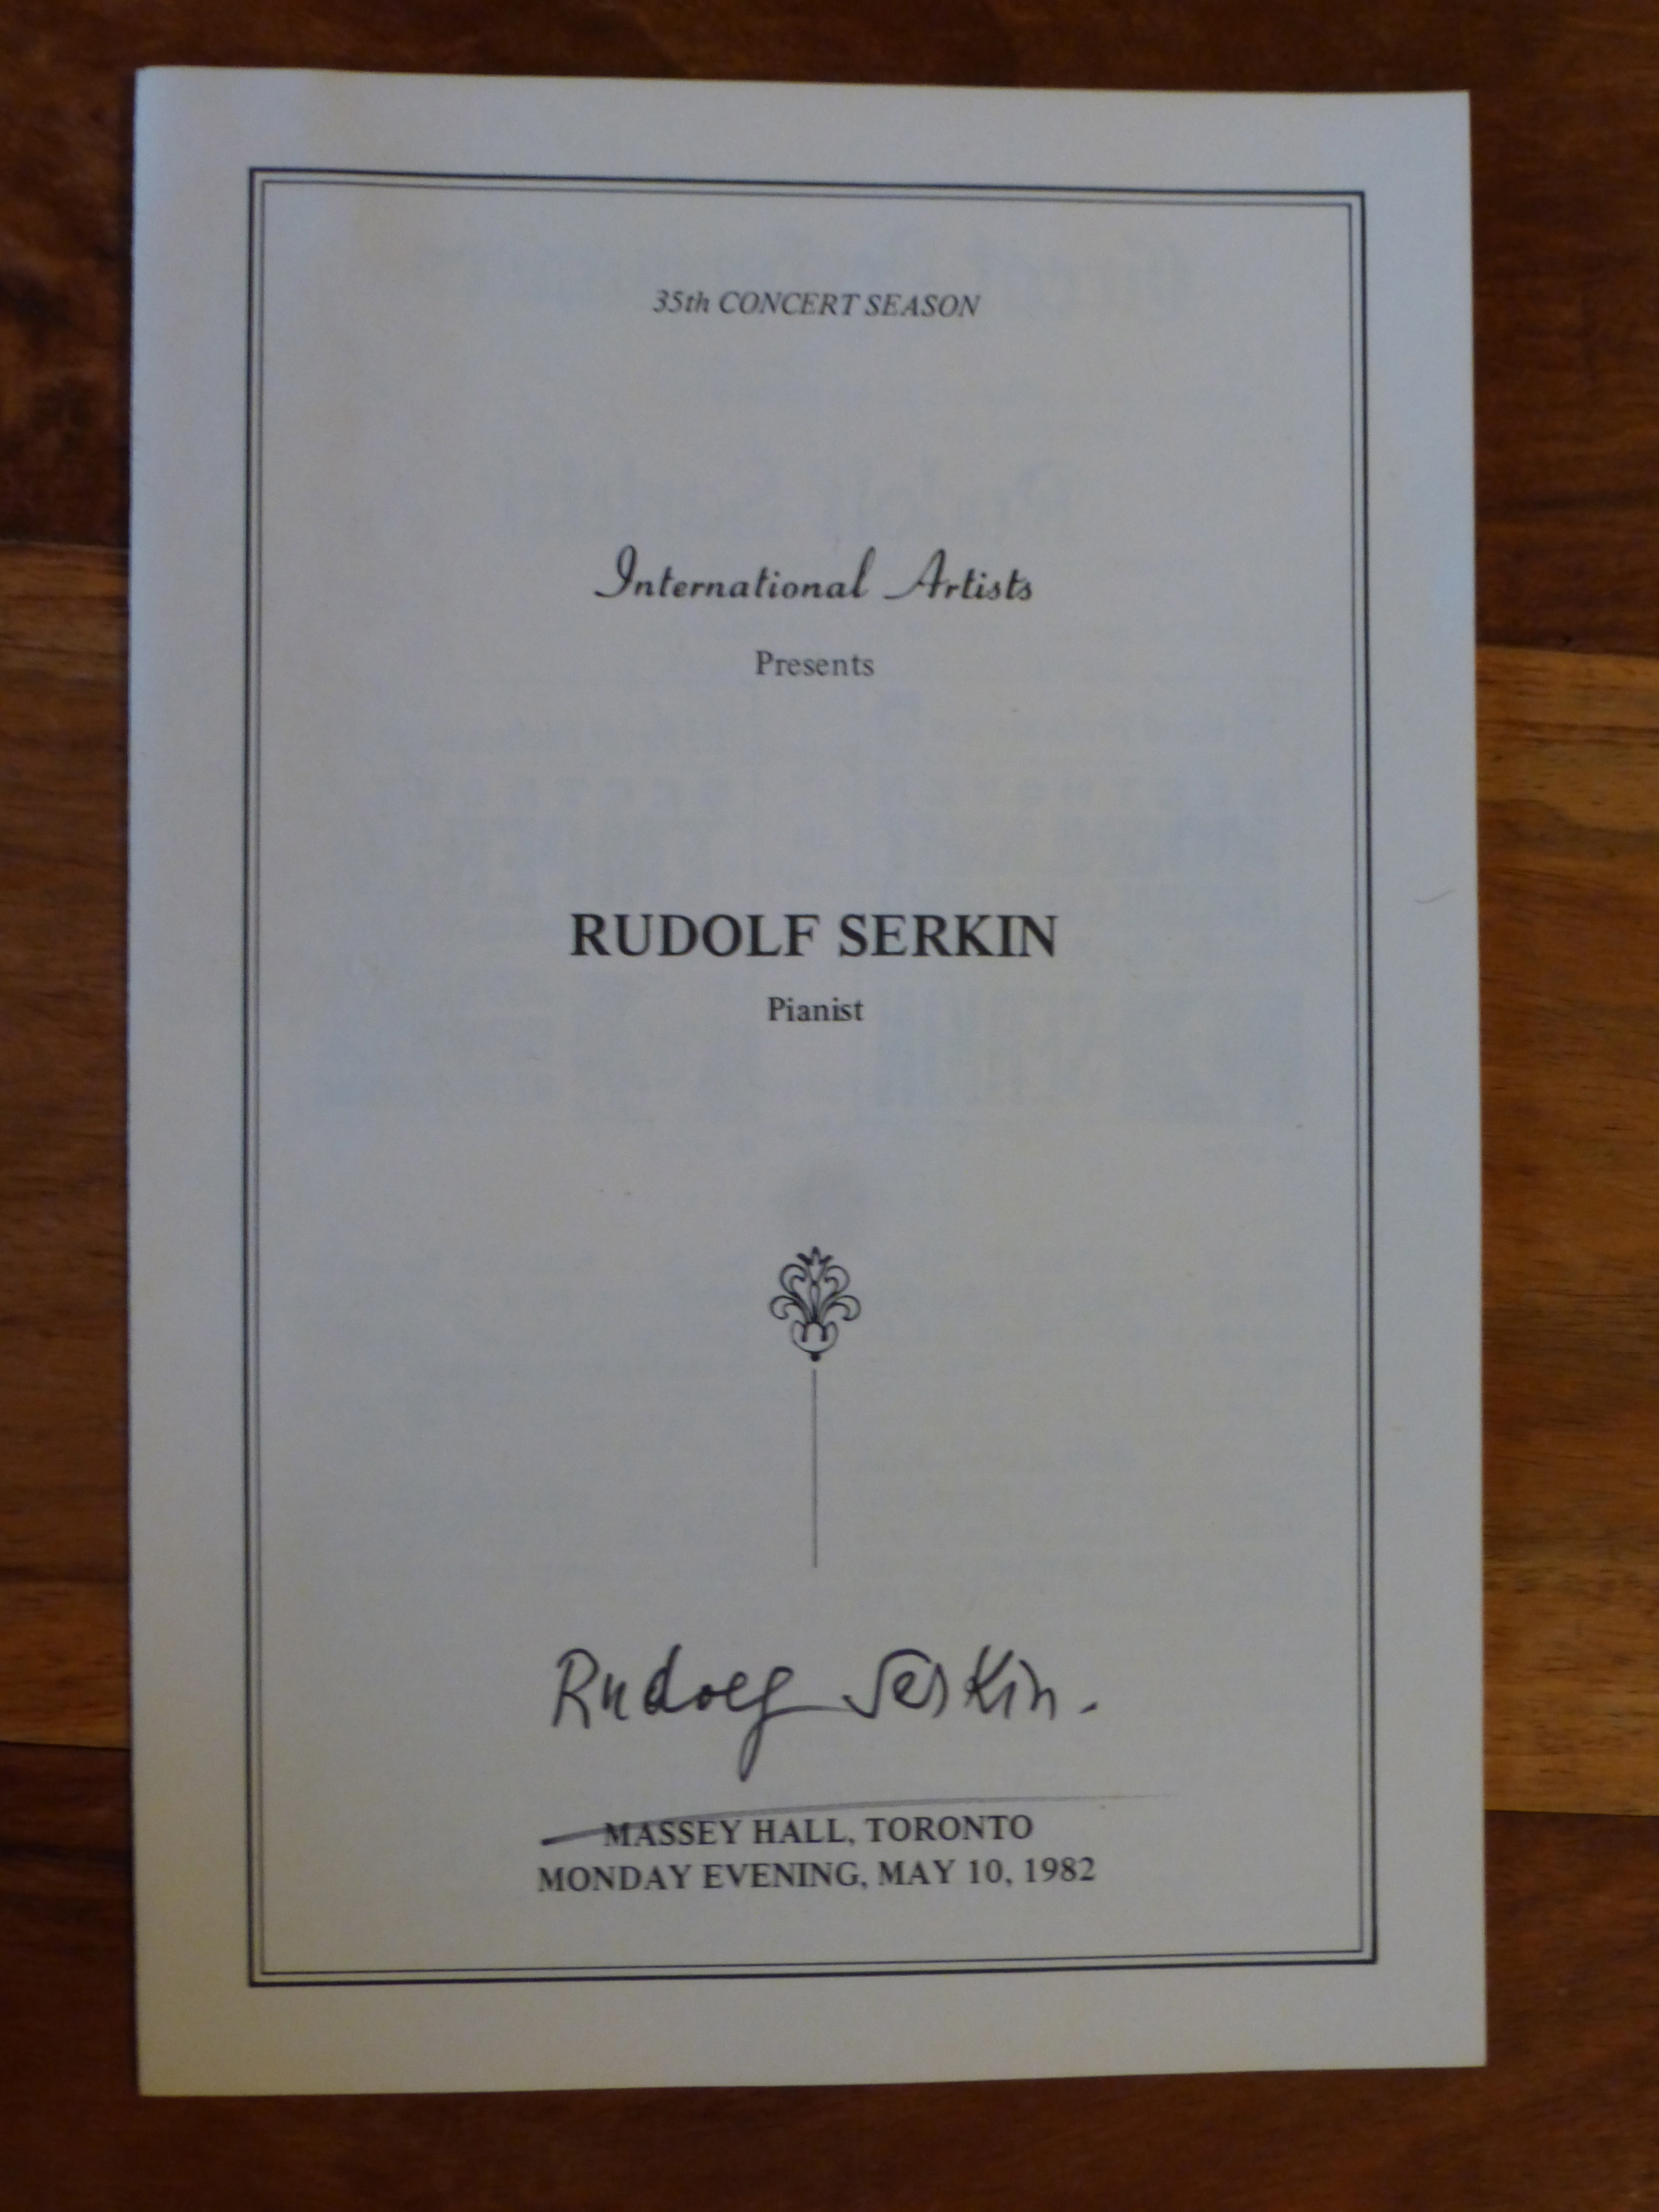 35th CONCERT SEASON
International Artists
Presents
RUDOLF SERKIN
Pianist
Rudolf Serkin.
MASSEY HALL, TORONTO
MONDAY EVENING, MAY 10, 1982